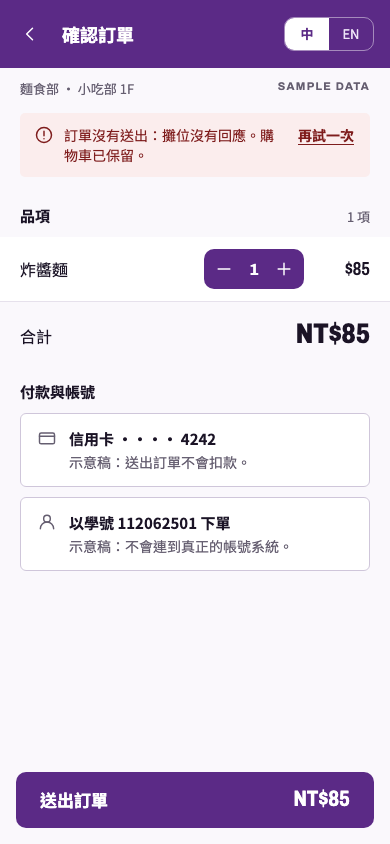 確認訂單
中 EN
麵食部 · 小吃部 1F SAMPLE DATA
訂單沒有送出：攤位沒有回應。購
物車已保留。
再試一次
品項 1 項
炸醬麵 − 1 + $85
合計 NT$85
付款與帳號
信用卡 •••• 4242
示意稿：送出訂單不會扣款。
以學號 112062501 下單
示意稿：不會連到真正的帳號系統。
送出訂單 NT$85